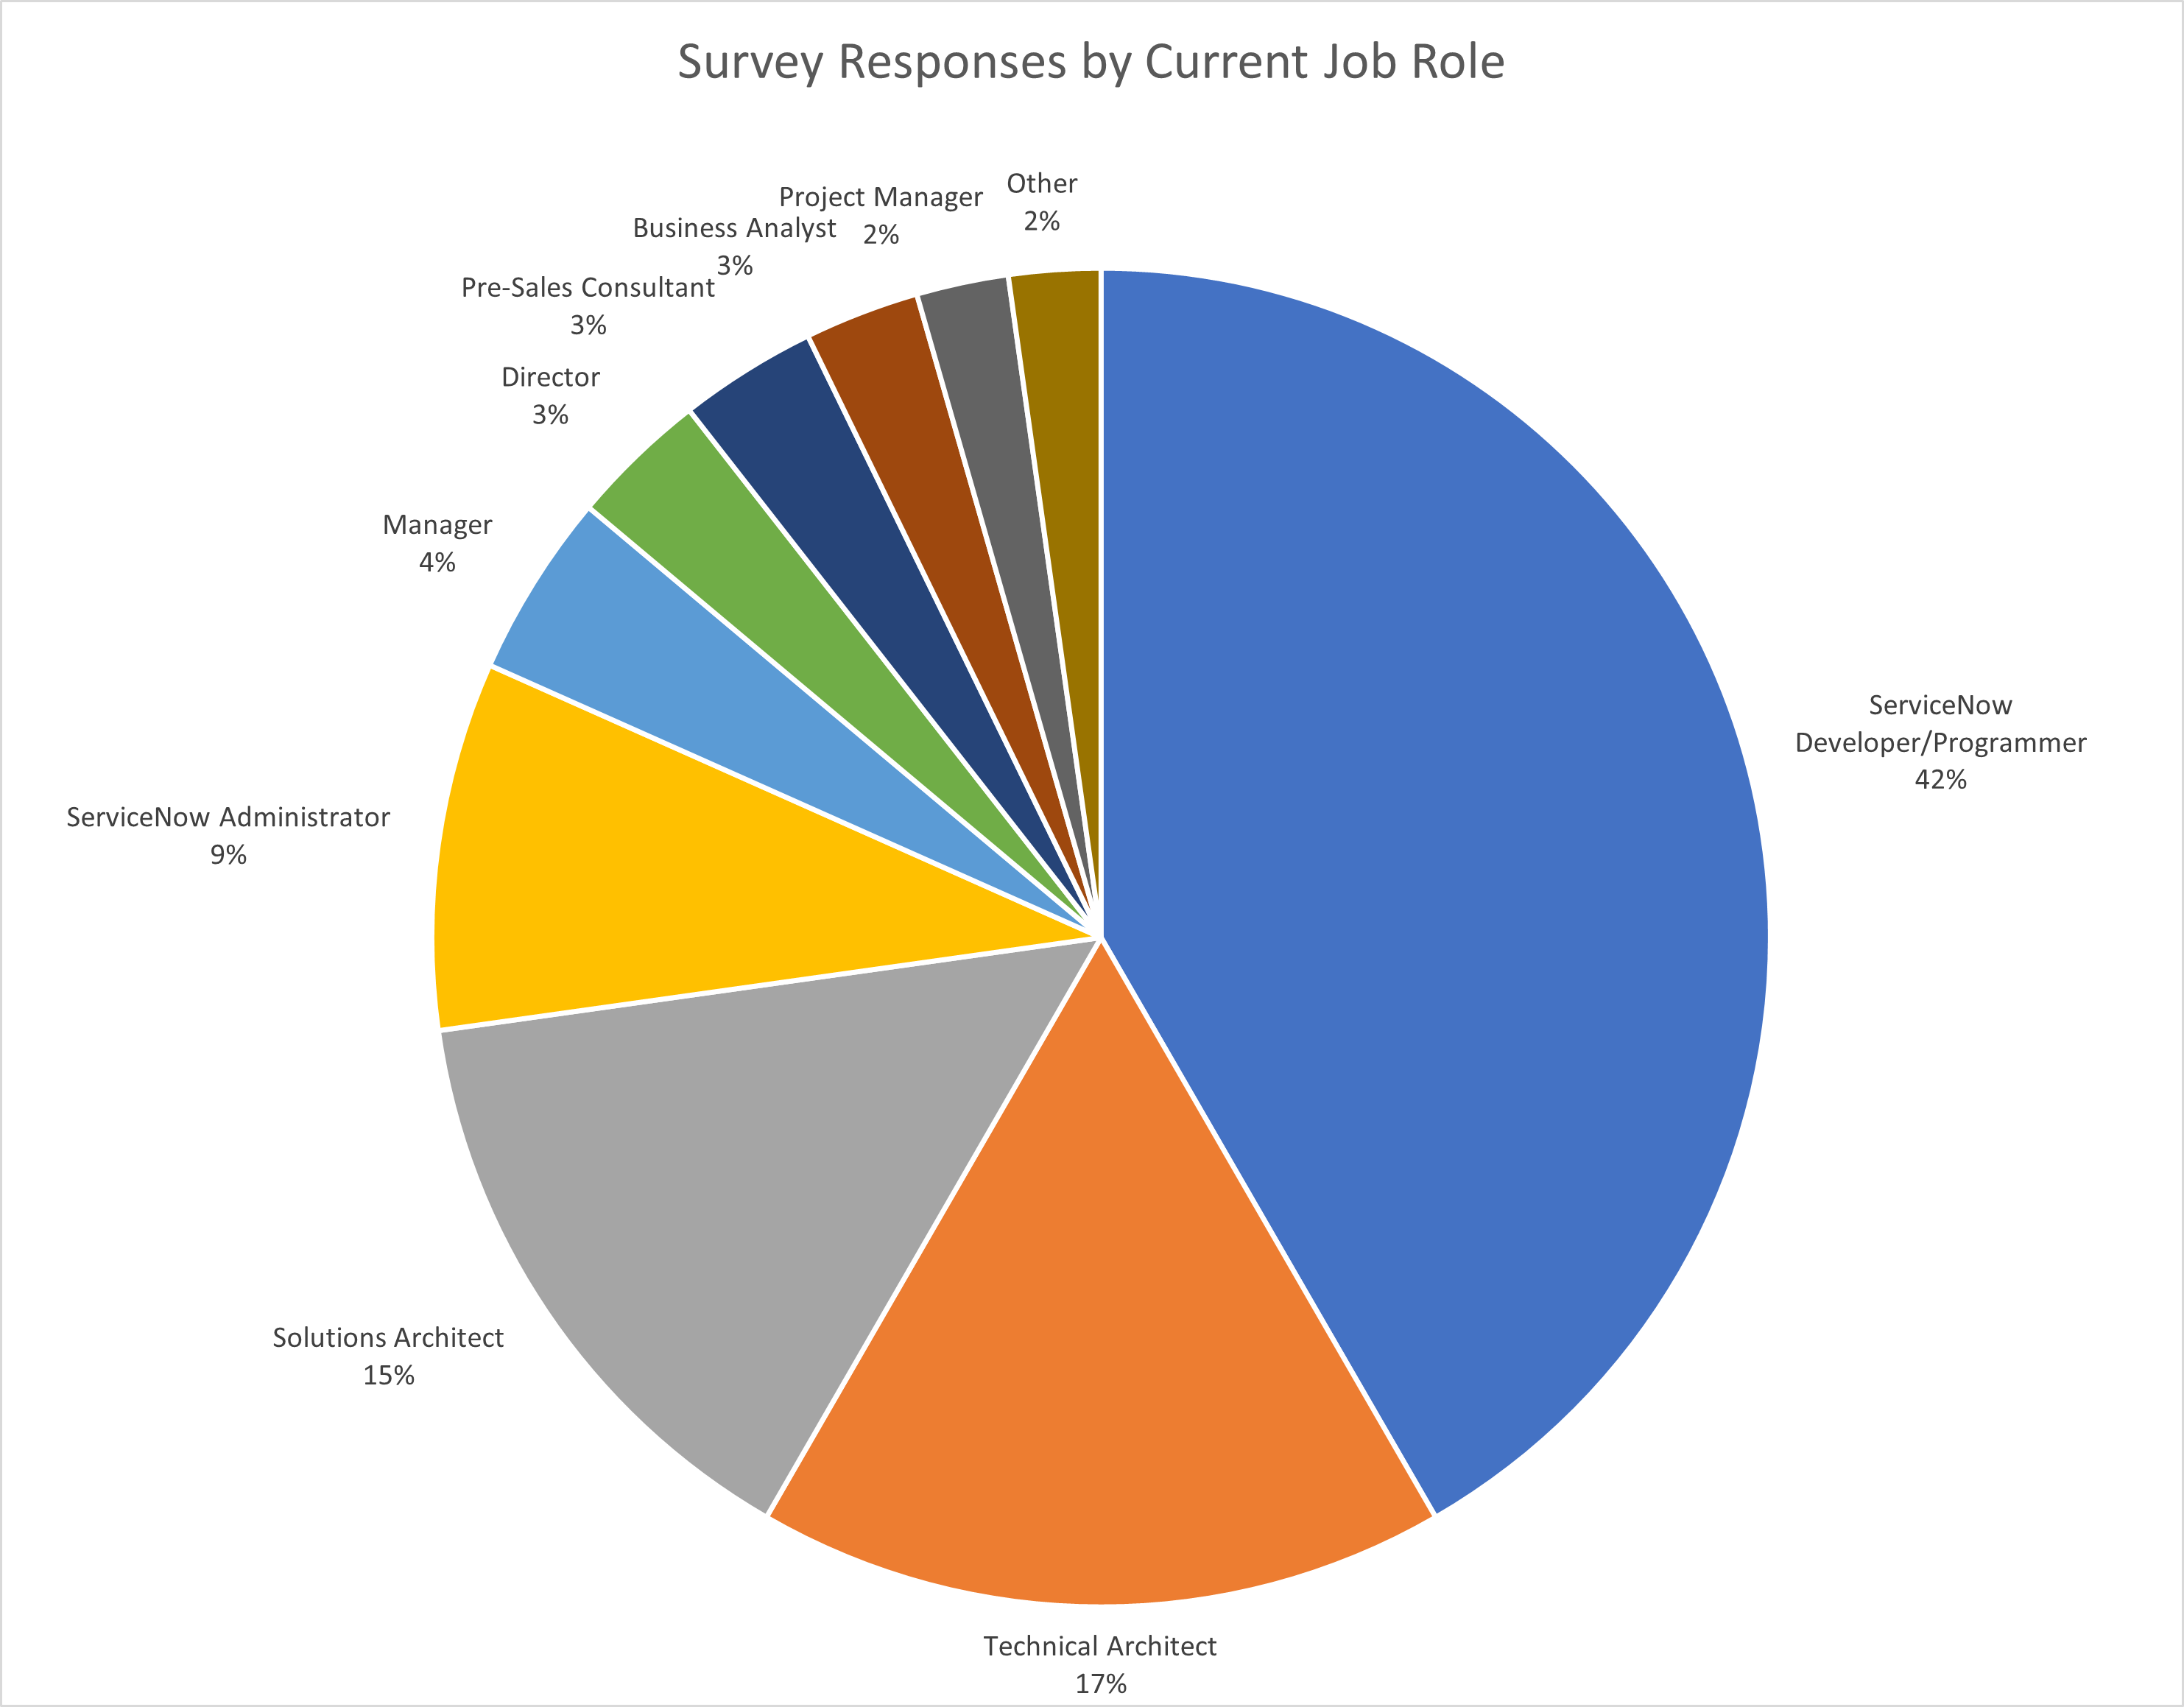 Survey Responses by Current Job Role
Other
2%
Project Manager
2%
Business Analyst
3%
Pre-Sales Consultant
3%
Director
3%
Manager
4%
ServiceNow
Developer/Programmer
42%
ServiceNow Administrator
9%
Solutions Architect
15%
Technical Architect
17%